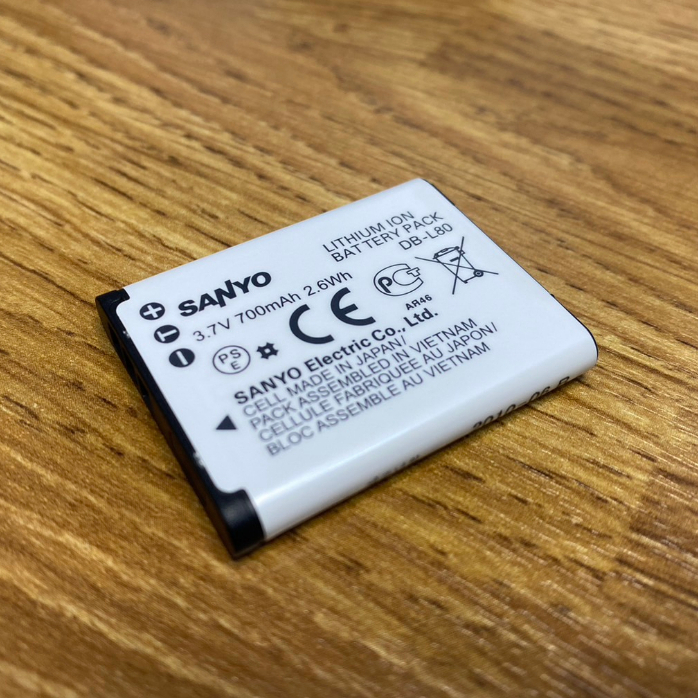 LITHIUM ION
BATTERY PACK
DB-L80
SANYO
3.7V 700mAh 2.6Wh
PS
E
CE
PC
AR46
SANYO Electric Co., Ltd.
CELL MADE IN JAPAN/
PACK ASSEMBLED IN VIETNAM
CELLULE FABRIQUEE AU JAPON/
BLOC ASSEMBLE AU VIETNAM